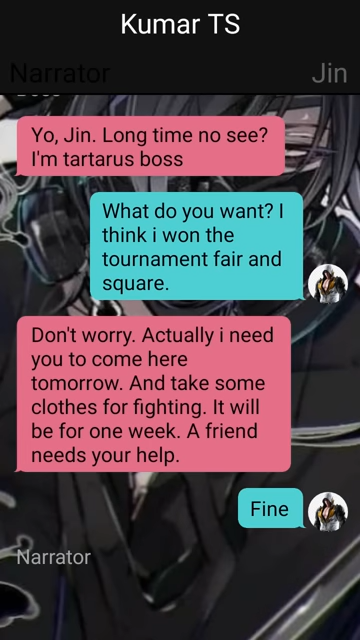 Kumar TS
Narrator
Jin
Yo, Jin. Long time no see?
I'm tartarus boss
What do you want? I
think i won the
tournament fair and
square.
Don't worry. Actually i need
you to come here
tomorrow. And take some
clothes for fighting. It will
be for one week. A friend
needs your help.
Fine
Narrator